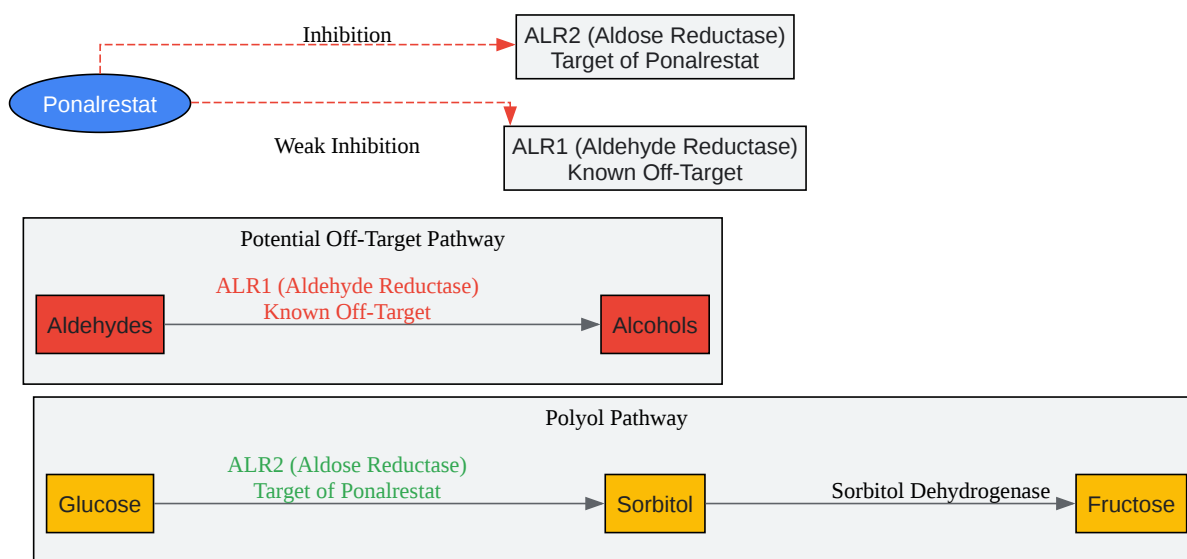 Inhibition
ALR2 (Aldose Reductase)
Target of Ponalrestat
Ponalrestat
Weak Inhibition
ALR1 (Aldehyde Reductase)
Known Off-Target
Potential Off-Target Pathway
ALR1 (Aldehyde Reductase)
Known Off-Target
Aldehydes
Alcohols
Polyol Pathway
ALR2 (Aldose Reductase)
Target of Ponalrestat
Glucose
Sorbitol
Sorbitol Dehydrogenase
Fructose